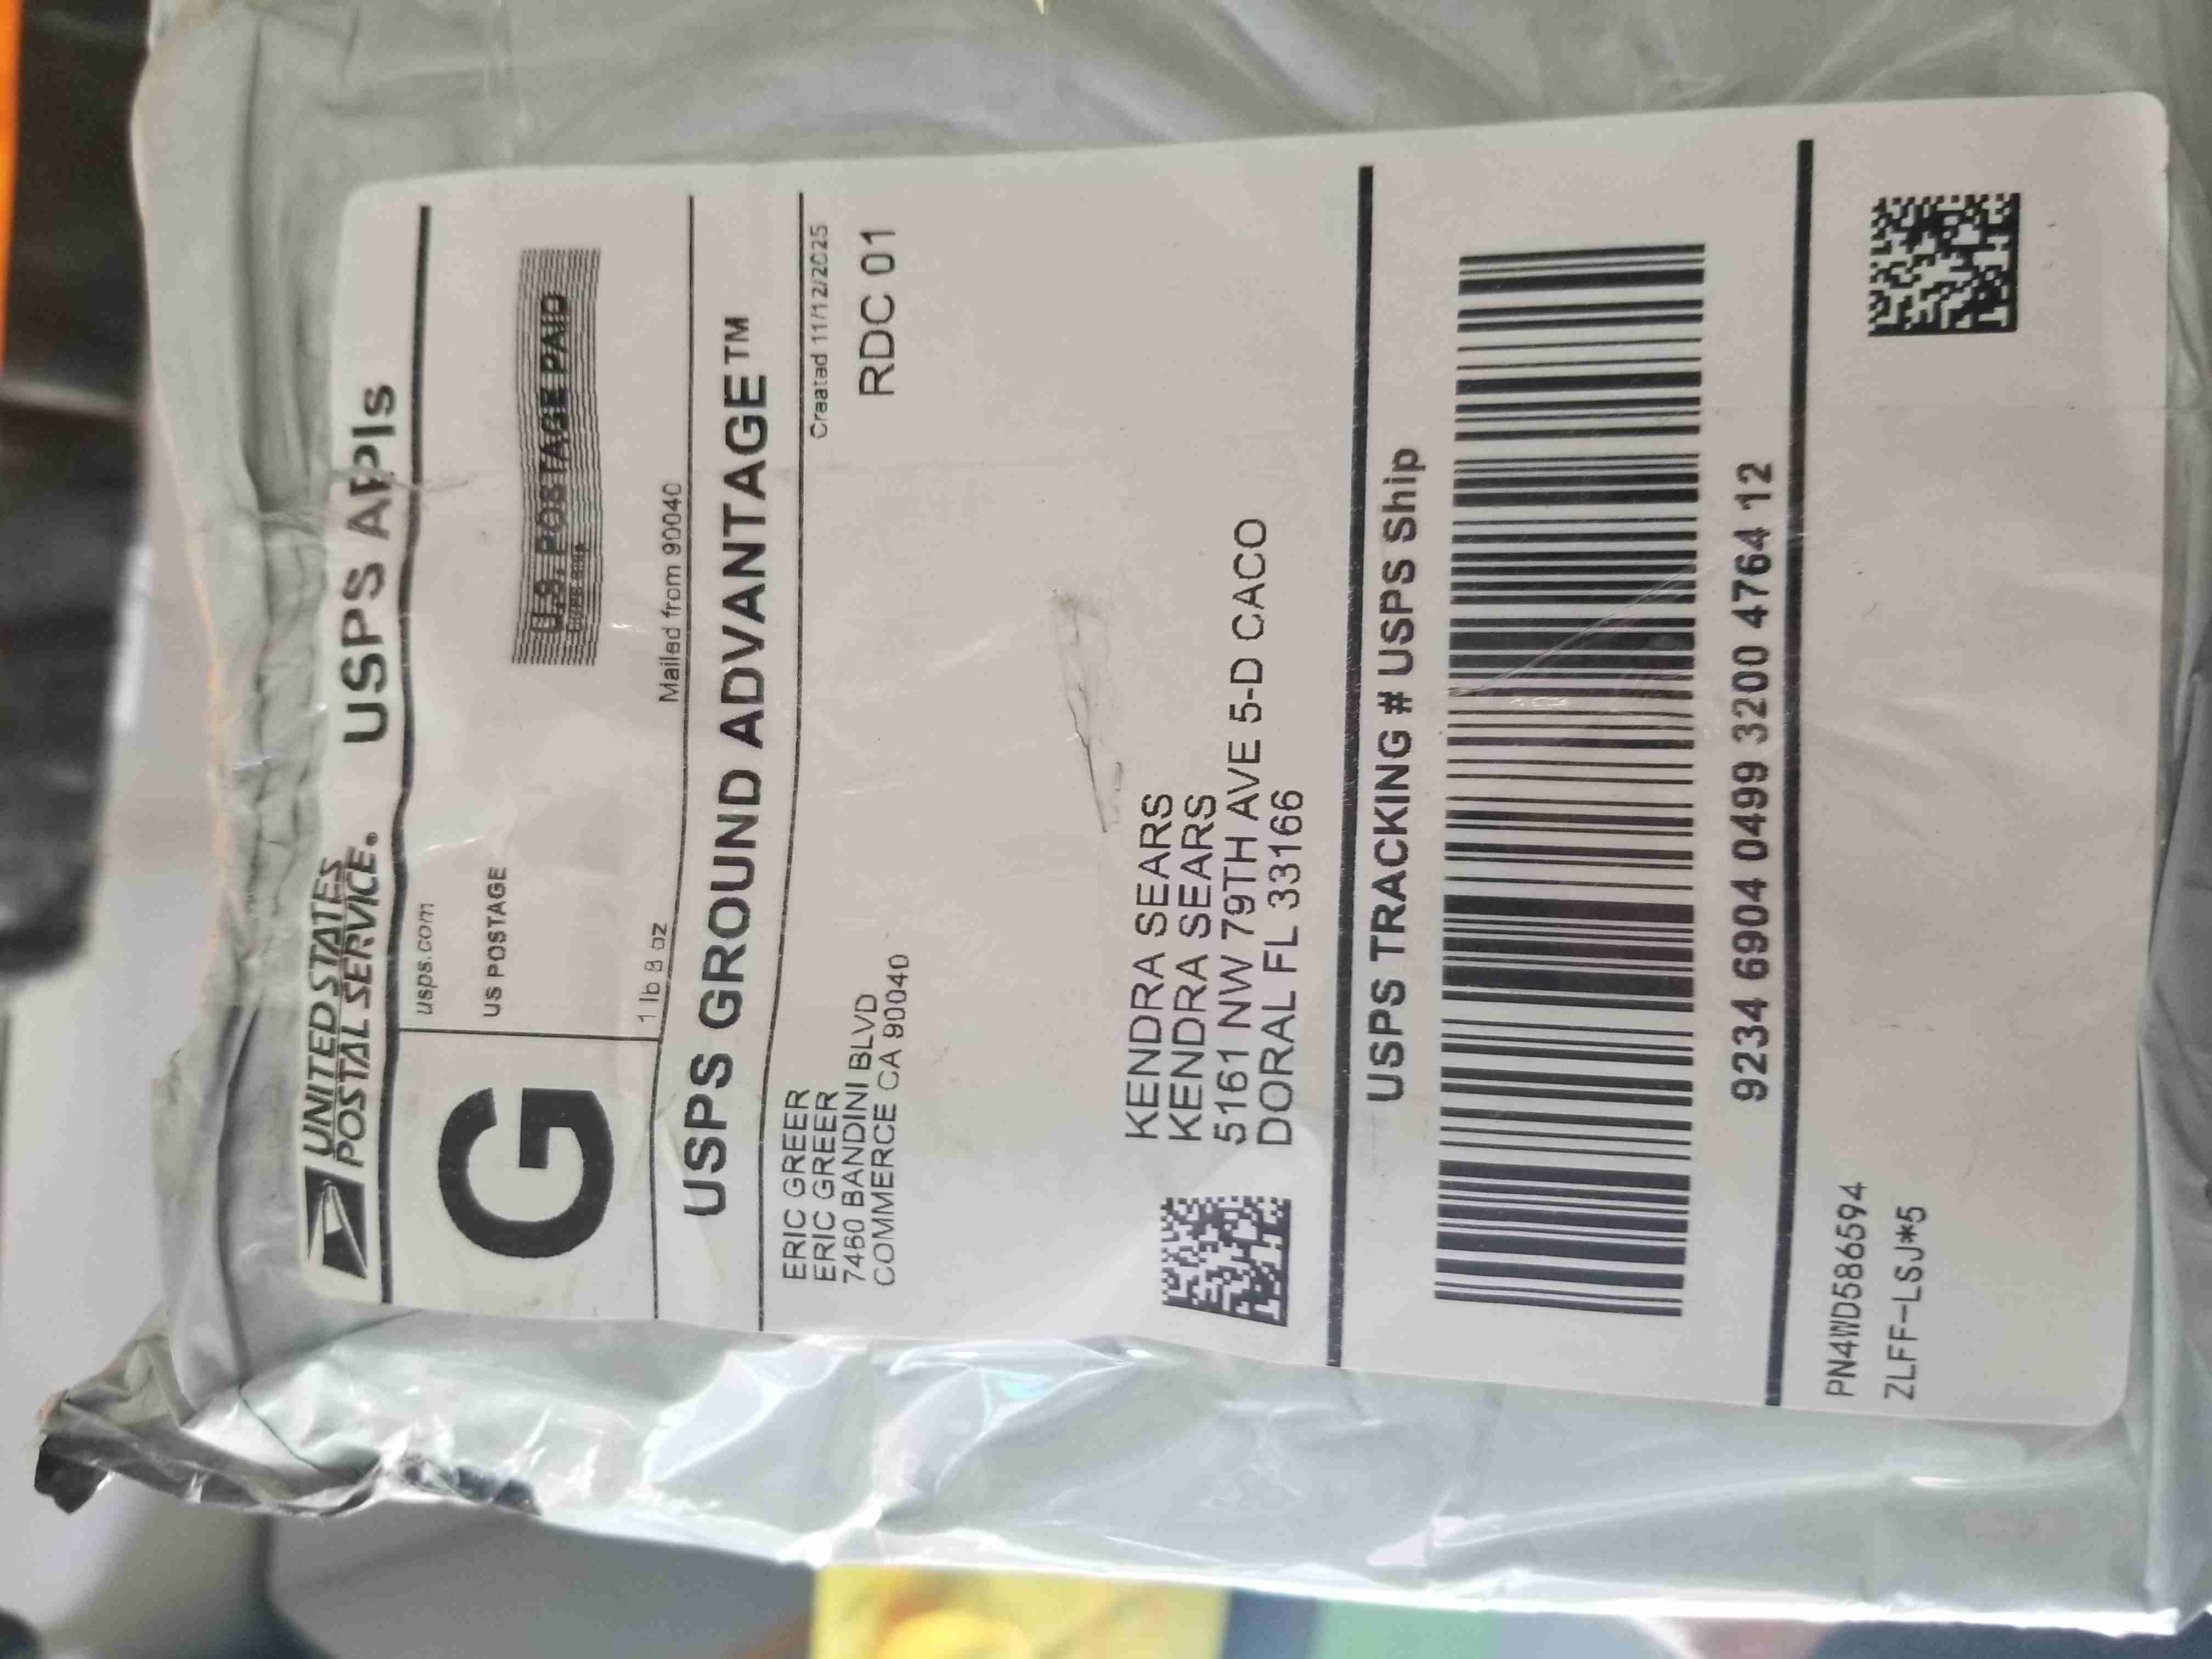 UNITED STATES
POSTAL SERVICE®
USPS APIs
G
usps.com
US POSTAGE
U.S. POSTAGE PAID
1 lb 8 oz
Mailed from 90040
USPS GROUND ADVANTAGE™
ERIC GREER
ERIC GREER
7460 BANDINI BLVD
COMMERCE CA 90040
Created 11/12/2025
RDC 01
KENDRA SEARS
KENDRA SEARS
5161 NW 79TH AVE 5-D CACO
DORAL FL 33166
USPS TRACKING # USPS Ship
9234 6904 0499 3200 4764 12
PN4WD586594
ZLFF-LSJ*5